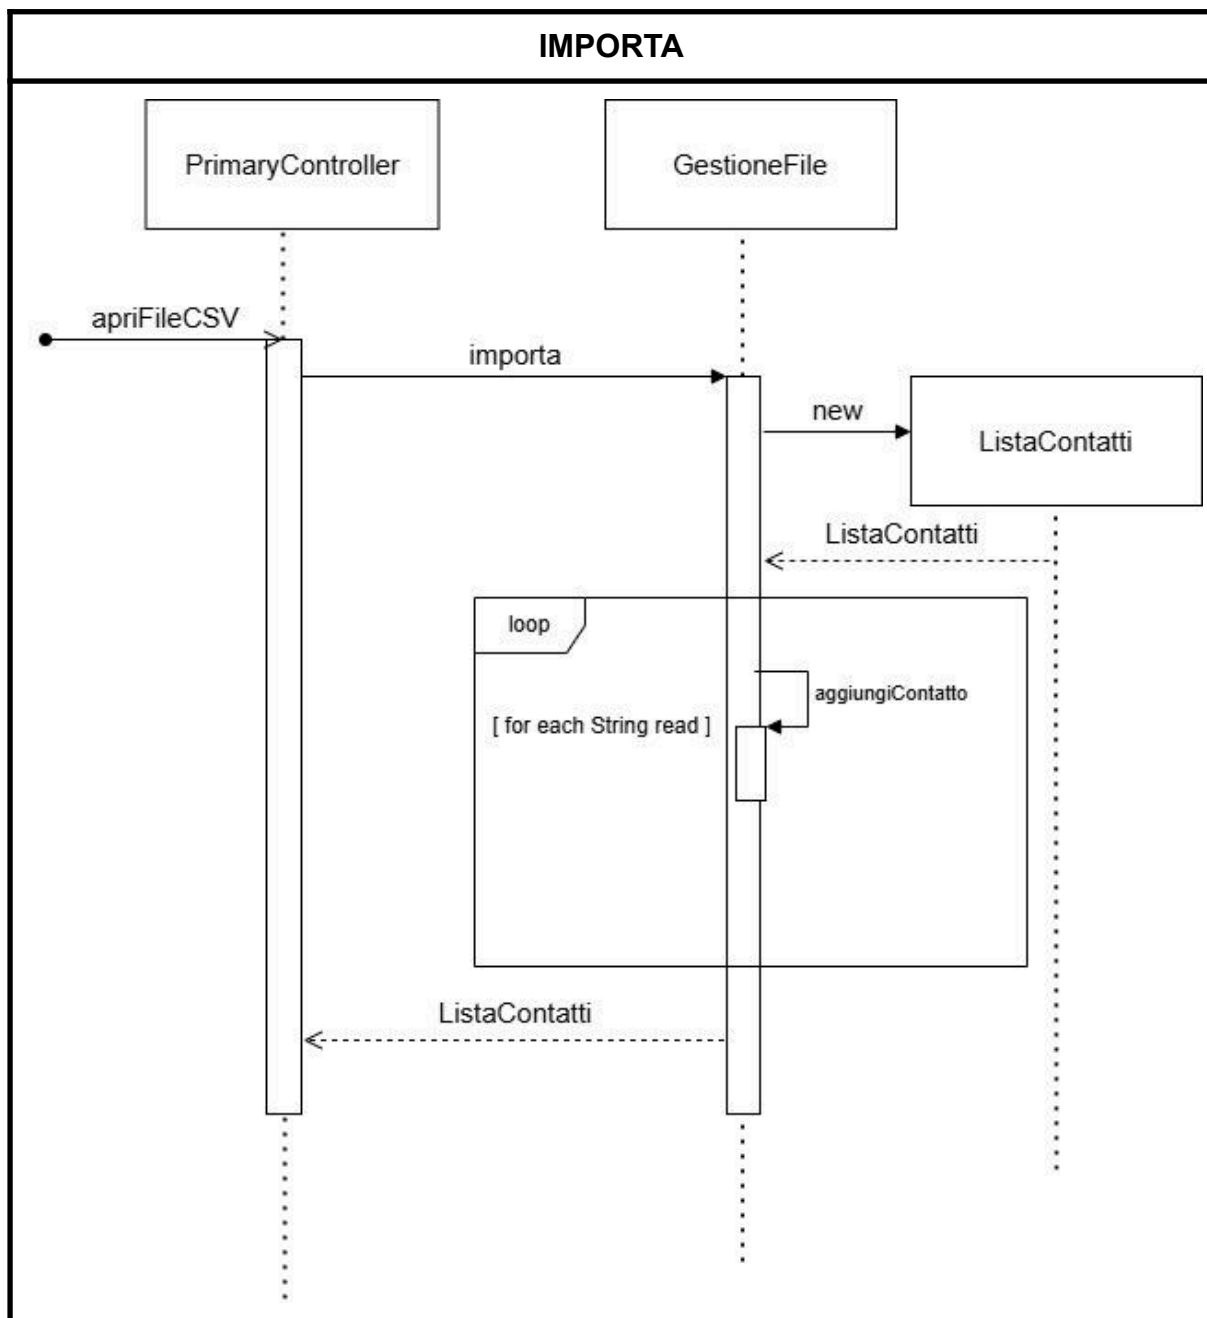 IMPORTA
PrimaryController
GestioneFile
apriFileCSV
importa
new
ListaContatti
ListaContatti
loop
aggiungiContatto
[ for each String read ]
ListaContatti